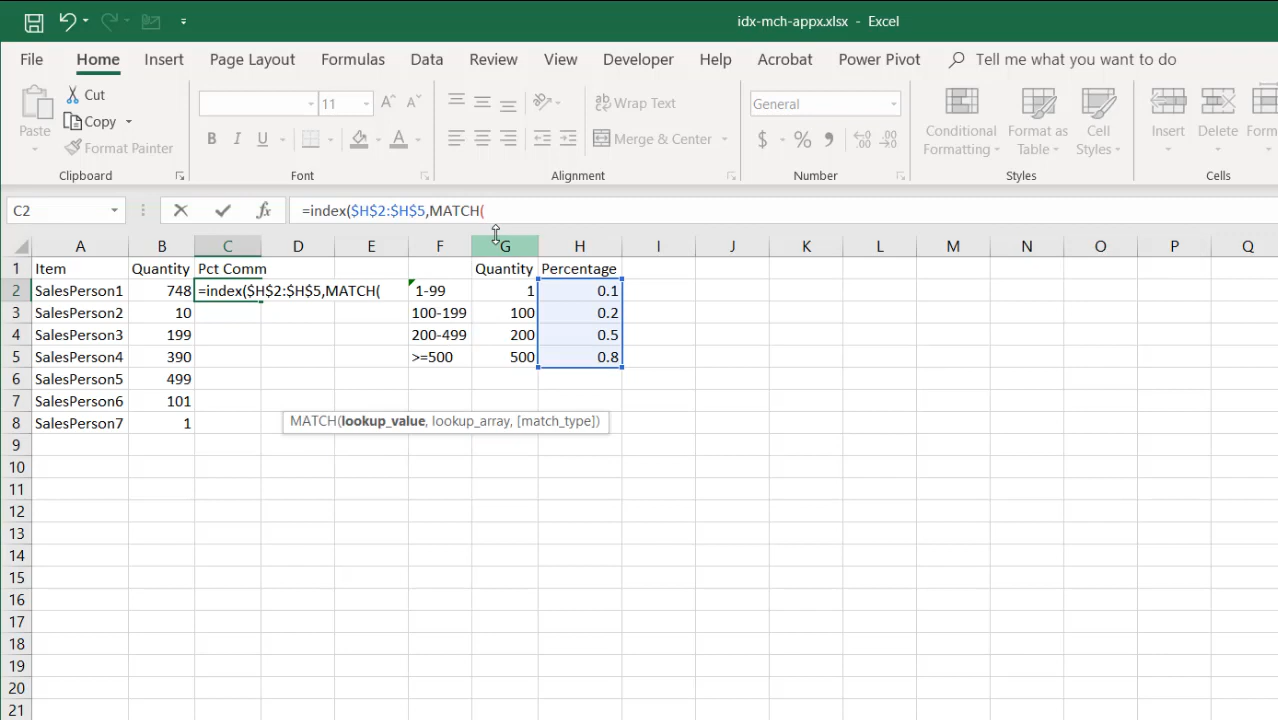 idx-mch-appx.xlsx - Excel
File Home Insert Page Layout Formulas Data Review View Developer Help Acrobat Power Pivot Tell me what you want to do
Paste
Cut
Copy
Format Painter
Clipboard
11 A A
B I U A
Font
ab Wrap Text
Merge & Center
Alignment
General
$ % , .00 .00
Number
Conditional Formatting
Format as Table
Cell Styles
Styles
Insert Delete Form
Cells
C2 fx =index($H$2:$H$5,MATCH(
A B C D E F G H I J K L M N O P Q
1 Item Quantity Pct Comm Quantity Percentage
2 SalesPerson1 748 =index($H$2:$H$5,MATCH( 1-99 1 0.1
3 SalesPerson2 10 100-199 100 0.2
4 SalesPerson3 199 200-499 200 0.5
5 SalesPerson4 390 >=500 500 0.8
6 SalesPerson5 499
7 SalesPerson6 101
8 SalesPerson7 1 MATCH(lookup_value, lookup_array, [match_type])
9
10
11
12
13
14
15
16
17
18
19
20
21